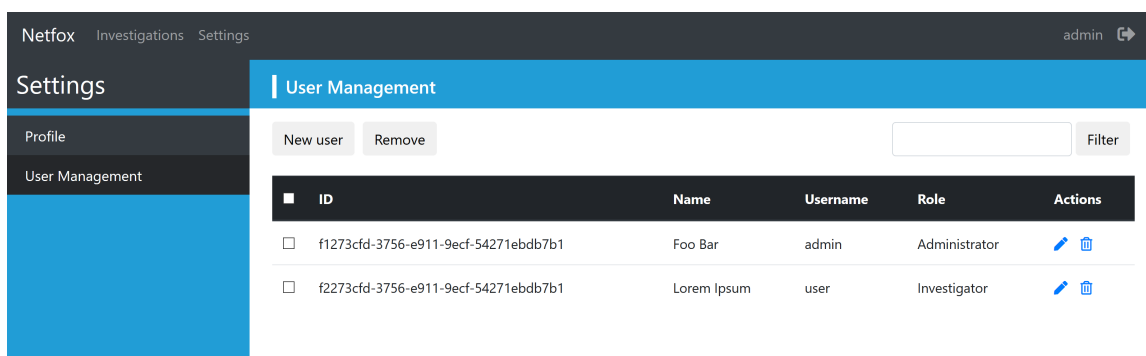 Netfox Investigations Settings admin
Settings
User Management
Profile
User Management
New user Remove Filter
ID Name Username Role Actions
f1273cfd-3756-e911-9ecf-54271ebdb7b1 Foo Bar admin Administrator
f2273cfd-3756-e911-9ecf-54271ebdb7b1 Lorem Ipsum user Investigator